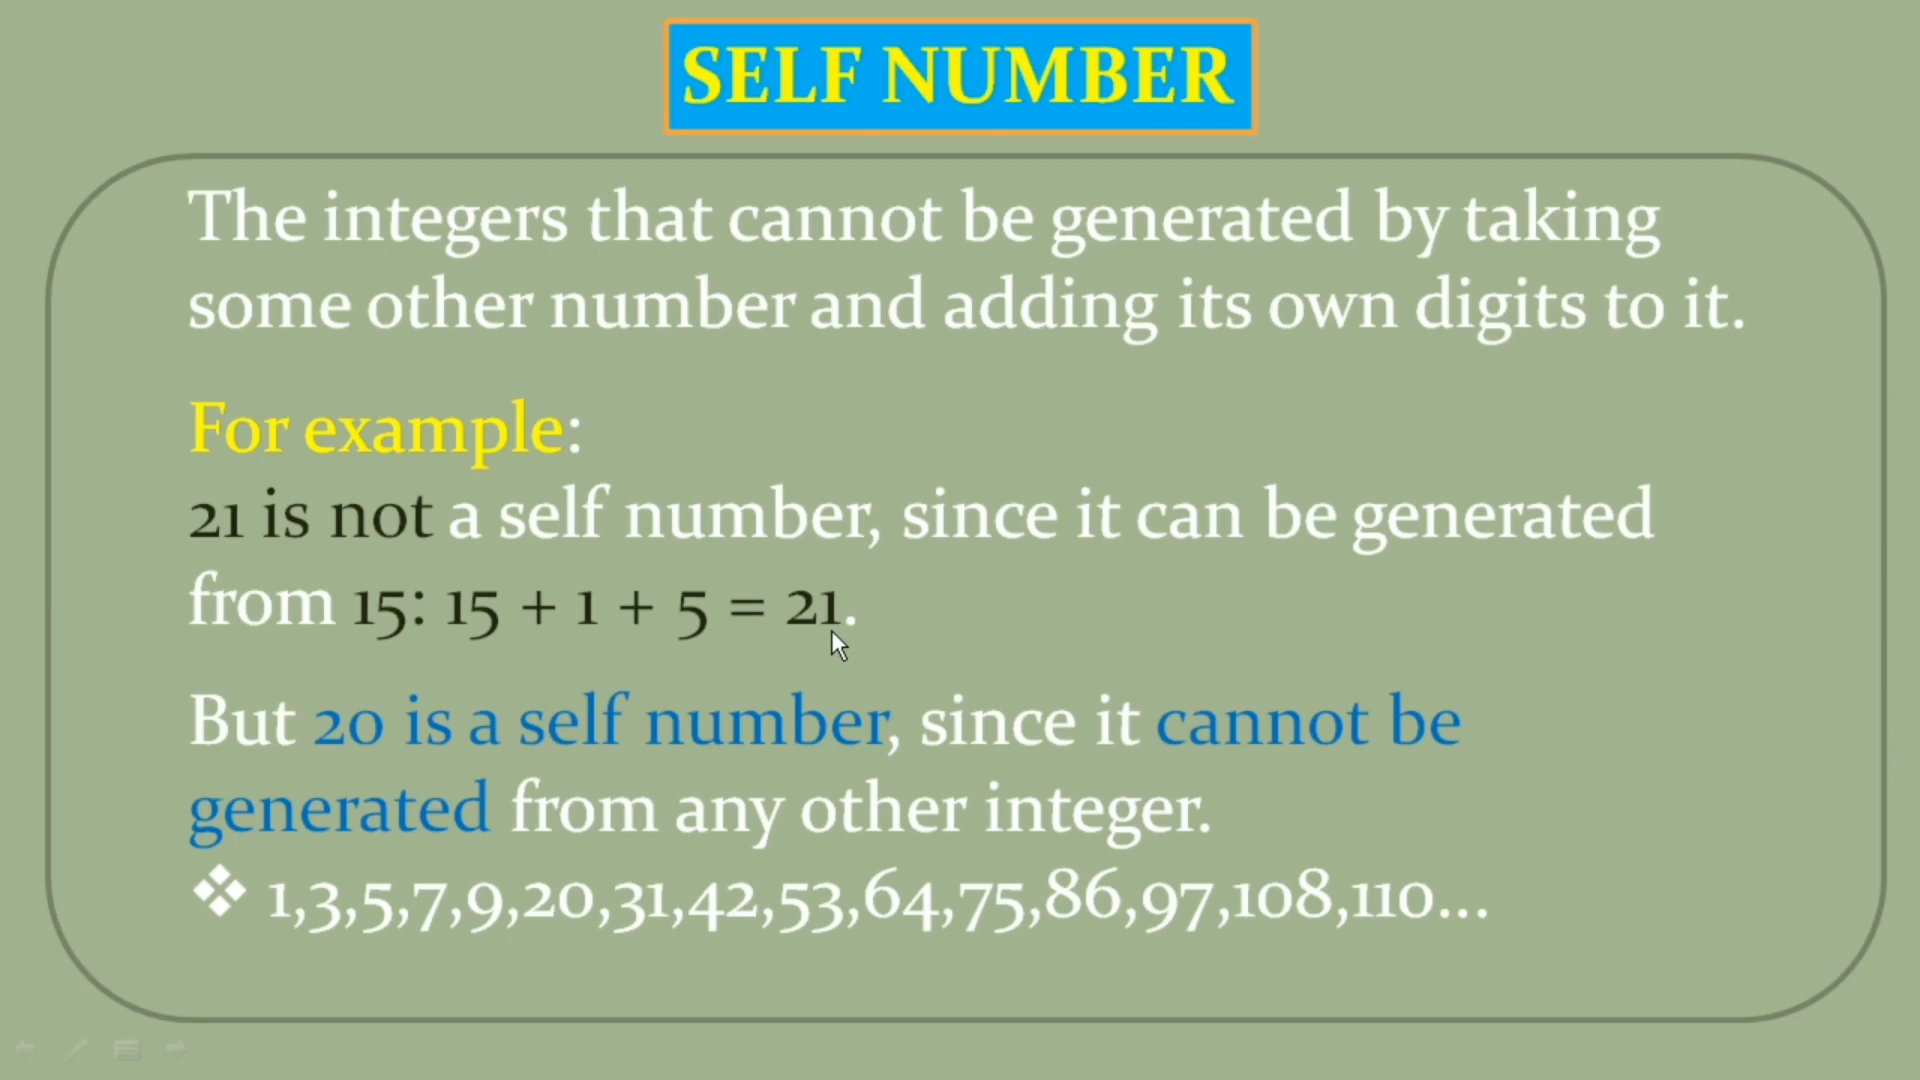 SELF NUMBER
The integers that cannot be generated by taking
some other number and adding its own digits to it.
For example:
21 is not a self number, since it can be generated
from 15: 15 + 1 + 5 = 21.
But 20 is a self number, since it cannot be
generated from any other integer.
❖ 1,3,5,7,9,20,31,42,53,64,75,86,97,108,110...